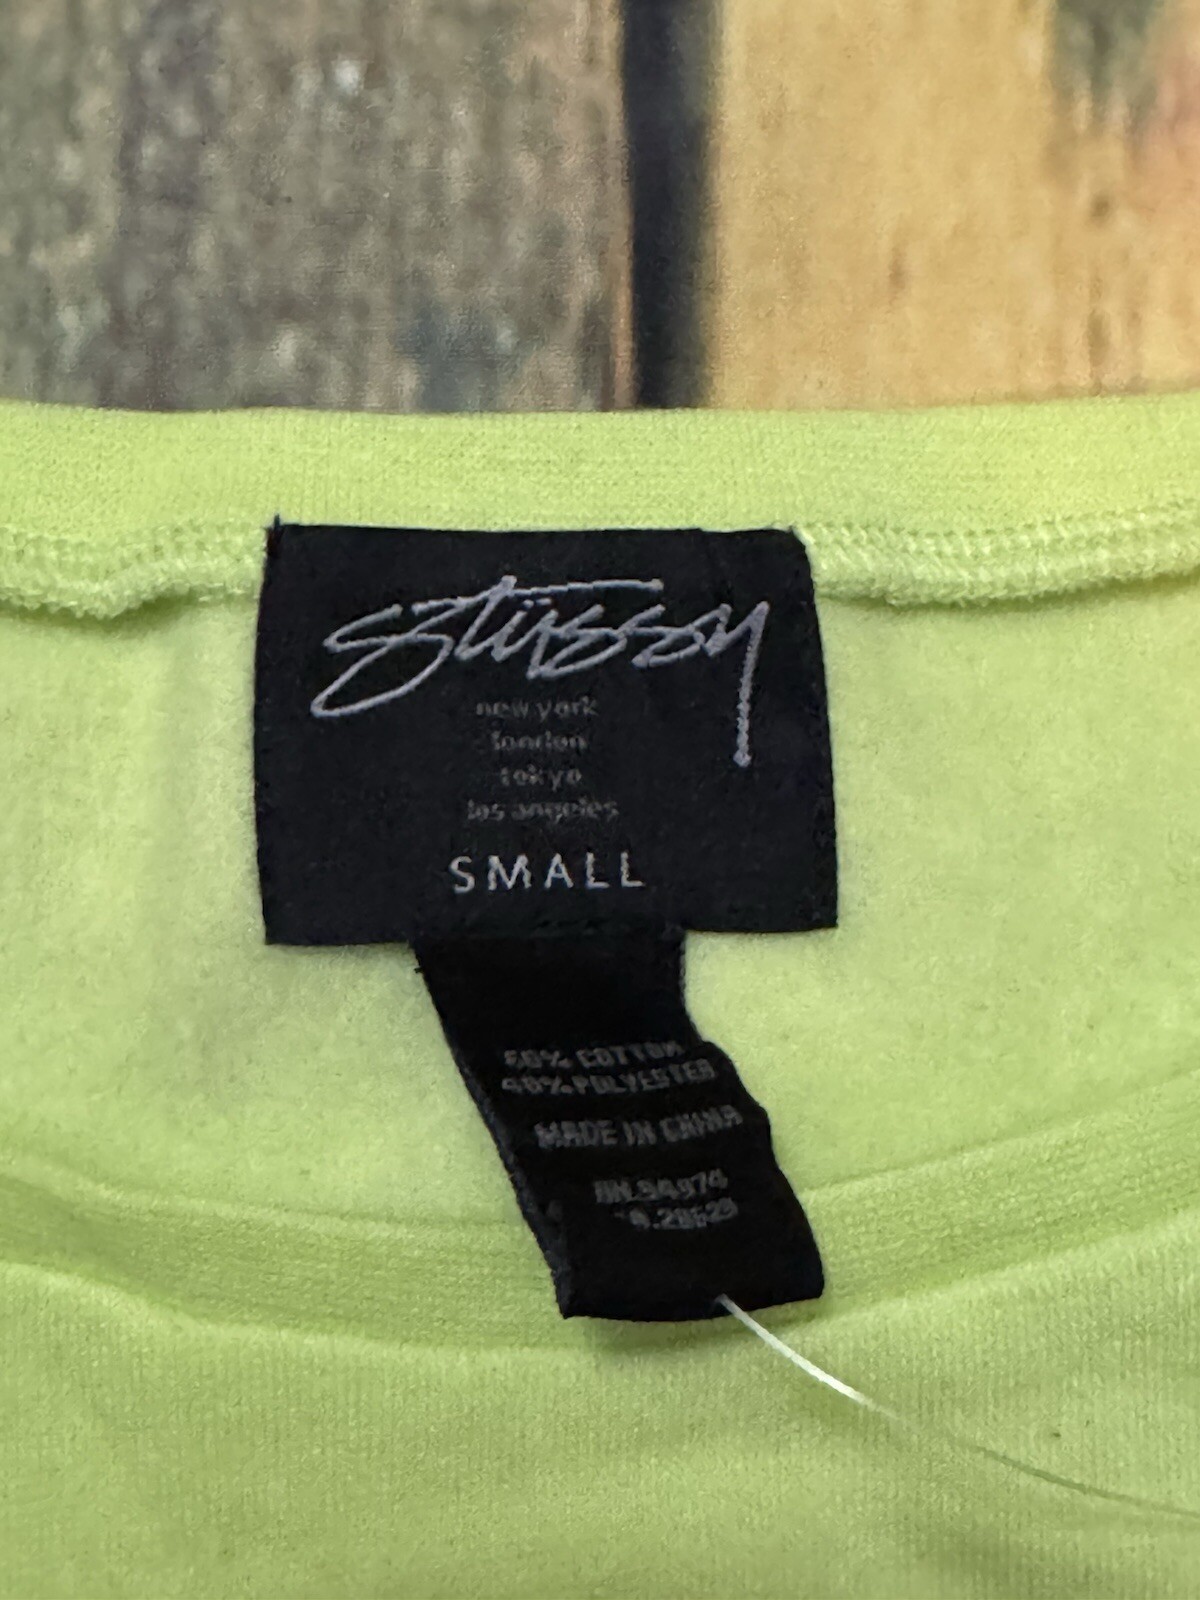 Stüssy
new york
london
tokyo
los angeles
SMALL
60% COTTON
40% POLYESTER
MADE IN CHINA
RN.94974